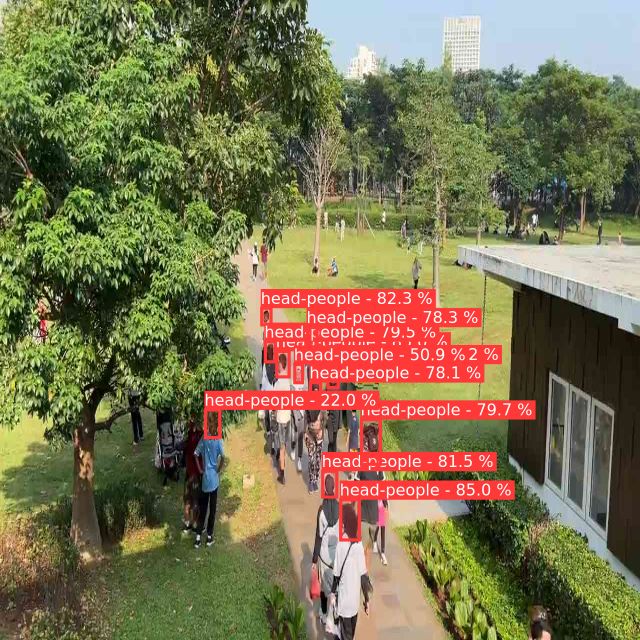 head-people - 82.3 %
head-people - 78.3 %
head-people - 79.5 %
head-people - 50.9 %
2 %
head-people - 78.1 %
head-people - 22.0 %
head-people - 79.7 %
head-people - 81.5 %
head-people - 85.0 %